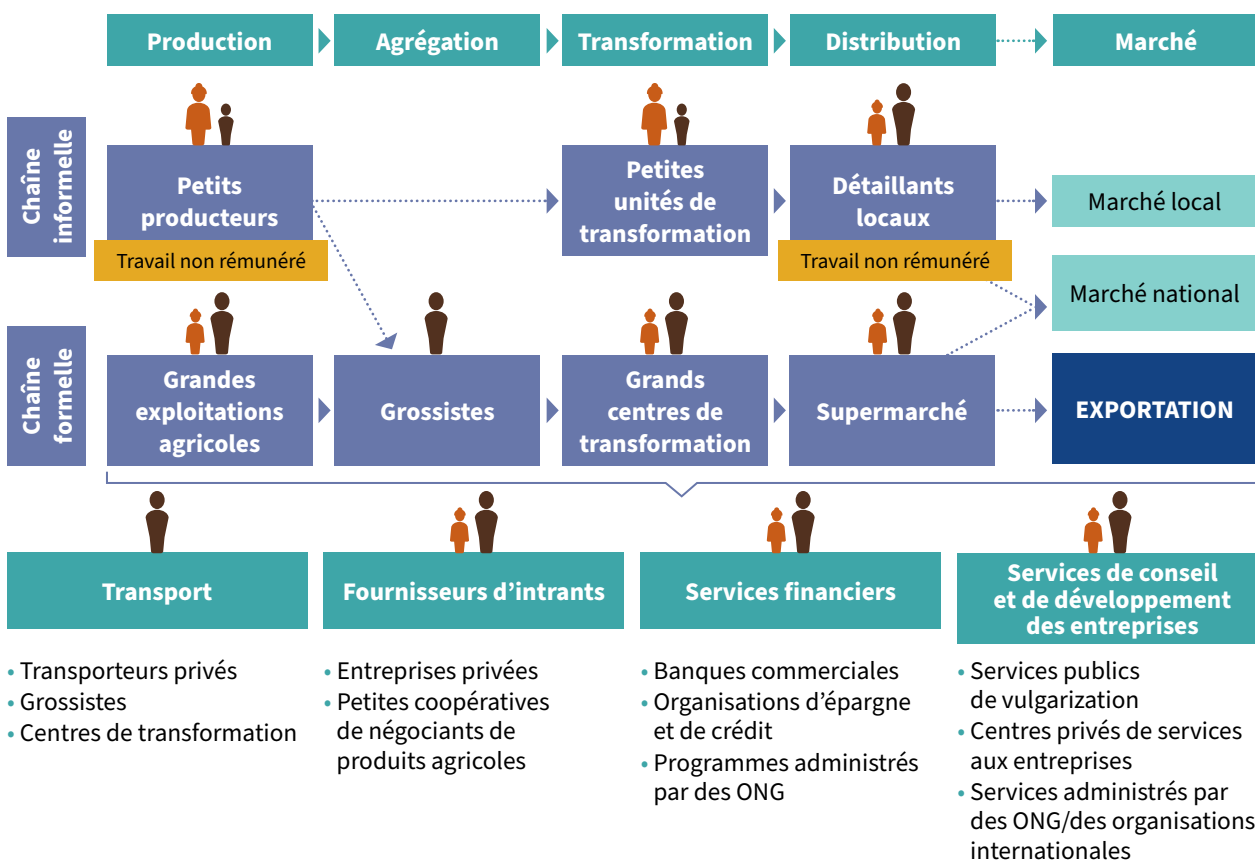 Production
Agrégation
Transformation
Distribution
Marché
Chaîne
informelle
Petits
producteurs
Travail non rémunéré
Petites
unités de
transformation
Détaillants
locaux
Travail non rémunéré
Marché local
Marché national
Chaîne
formelle
Grandes
exploitations
agricoles
Grossistes
Grands
centres de
transformation
Supermarché
EXPORTATION
Transport
• Transporteurs privés
• Grossistes
• Centres de transformation
Fournisseurs d'intrants
• Entreprises privées
• Petites coopératives
de négociants de
produits agricoles
Services financiers
• Banques commerciales
• Organisations d'épargne
et de crédit
• Programmes administrés
par des ONG
Services de conseil
et de développement
des entreprises
• Services publics
de vulgarization
• Centres privés de services
aux entreprises
• Services administrés par
des ONG/des organisations
internationales